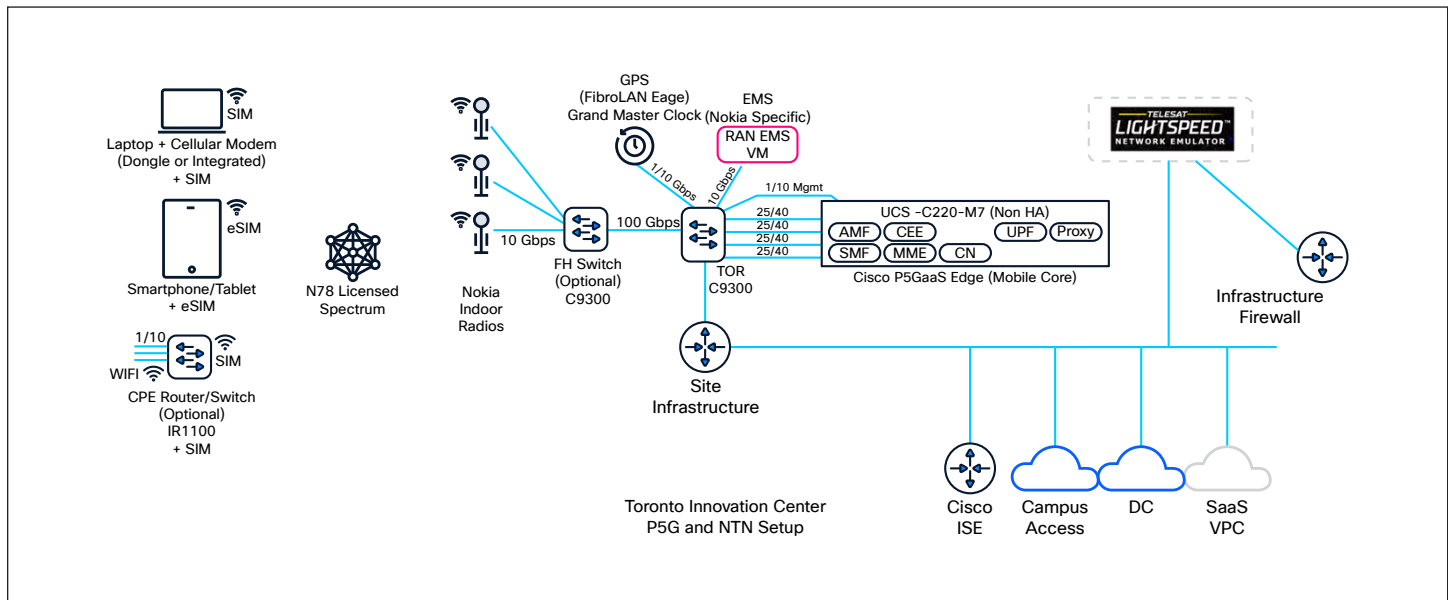 SIM
Laptop + Cellular Modem
(Dongle or Integrated)
+ SIM
eSIM
Smartphone/Tablet
+ eSIM
1/10
SIM
WIFI
CPE Router/Switch
(Optional)
IR1100
+ SIM
N78 Licensed
Spectrum
Nokia
Indoor
Radios
10 Gbps
FH Switch
(Optional)
C9300
100 Gbps
GPS
(FibroLAN Eage)
Grand Master Clock
1/10 Gbps
EMS
(Nokia Specific)
RAN EMS
VM
10 Gbps
1/10 Mgmt
25/40
25/40
25/40
25/40
TOR
C9300
UCS -C220-M7 (Non HA)
AMF
CEE
UPF
Proxy
SMF
MME
CN
Cisco P5GaaS Edge (Mobile Core)
TELESAT
LIGHTSPEED
NETWORK EMULATOR
Infrastructure
Firewall
Site
Infrastructure
Cisco
ISE
Campus
Access
DC
SaaS
VPC
Toronto Innovation Center
P5G and NTN Setup